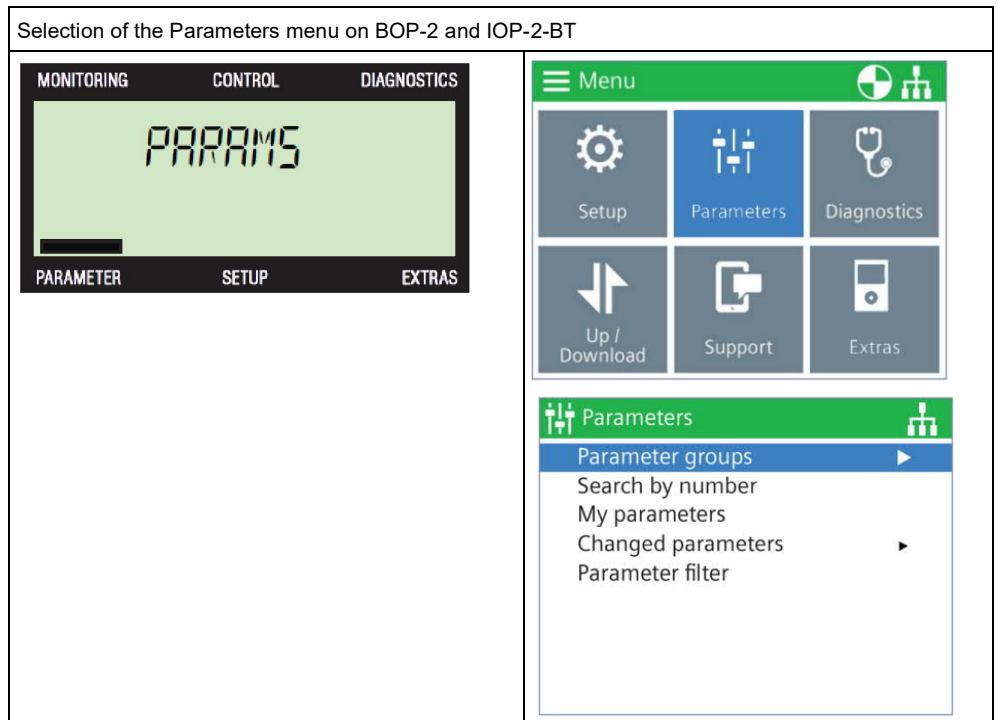 Selection of the Parameters menu on BOP-2 and IOP-2-BT
MONITORING CONTROL DIAGNOSTICS
PARAMS
PARAMETER SETUP EXTRAS
Menu
Setup Parameters Diagnostics
Up /
Download Support Extras
Parameters
Parameter groups
Search by number
My parameters
Changed parameters
Parameter filter